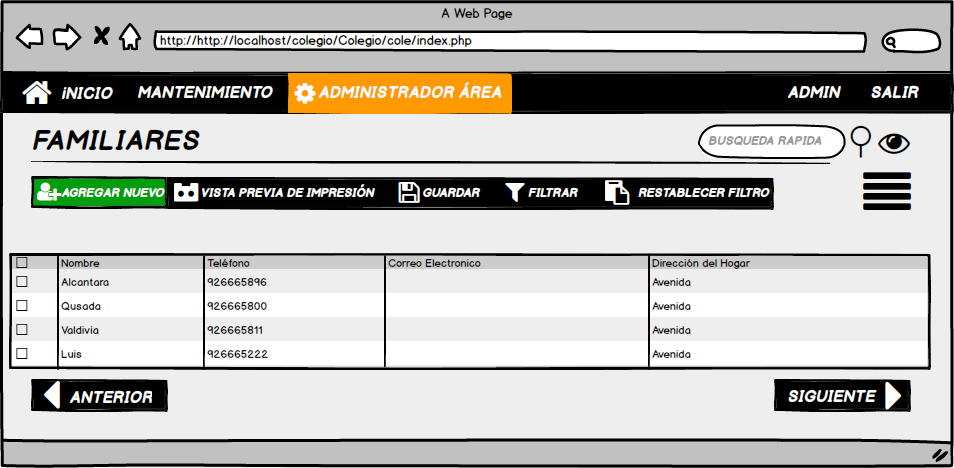 A Web Page
http://http://localhost/colegio/Colegio/cole/index.php
iNICIO MANTENIMIENTO ADMINISTRADOR ÁREA ADMIN SALIR
FAMILIARES BUSQUEDA RAPIDA
AGREGAR NUEVO VISTA PREVIA DE IMPRESIÓN GUARDAR FILTRAR RESTABLECER FILTRO
Nombre Teléfono Correo Electronico Dirección del Hogar
Alcantara 926665896 Avenida
Qusada 926665800 Avenida
Valdivia 926665811 Avenida
Luis 926665222 Avenida
ANTERIOR SIGUIENTE